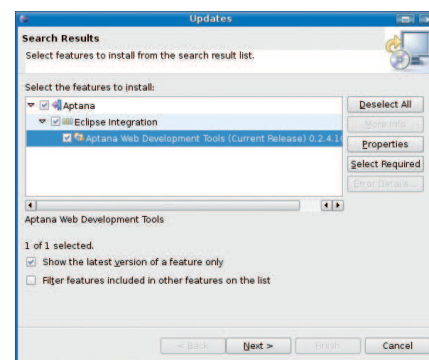 Updates
Search Results
Select features to install from the search result list.
Select the features to install:
Aptana
Eclipse Integration
Aptana Web Development Tools (Current Release) 0.2.4.1
Deselect All
More Info
Properties
Select Required
Error Details...
Aptana Web Development Tools
1 of 1 selected.
Show the latest version of a feature only
Filter features included in other features on the list
< Back
Next >
Finish
Cancel